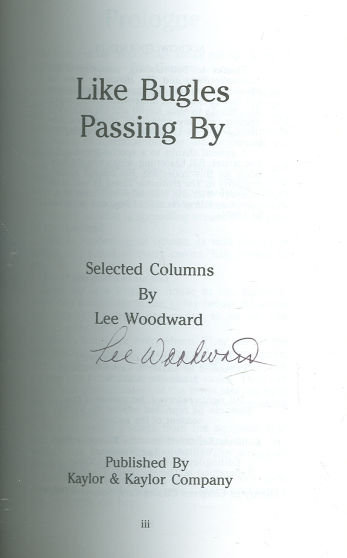 Like Bugles
Passing By
Selected Columns
By
Lee Woodward
Lee Woodward
Published By
Kaylor & Kaylor Company
iii